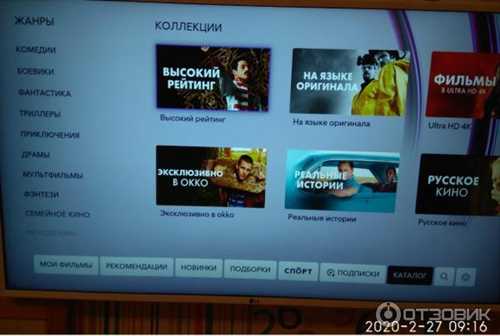 ЖАНРЫ
КОМЕДИИ
БОЕВИКИ
ФАНТАСТИКА
ТРИЛЛЕРЫ
ПРИКЛЮЧЕНИЯ
ДРАМЫ
МУЛЬТФИЛЬМЫ
ФЭНТЕЗИ
СЕМЕЙНОЕ КИНО
КОЛЛЕКЦИИ
ВЫСОКИЙ
РЕЙТИНГ
Высокий рейтинг
НА ЯЗЫКЕ
ОРИГИНАЛА
На языке оригинала
ФИЛЬМЫ
В ULTRA HD 4K
Ultra HD 4K
ЭКСКЛЮЗИВНО
В ОККО
Эксклюзивно в okko
РЕАЛЬНЫЕ
ИСТОРИИ
Реальные истории
РУССКОЕ
КИНО
Русское кино
МОИ ФИЛЬМЫ
РЕКОМЕНДАЦИИ
НОВИНКИ
ПОДБОРКИ
СПОРТ
ПОДПИСКИ
КАТАЛОГ
LG
ОТЗОВИК
2020-2-27 09:16